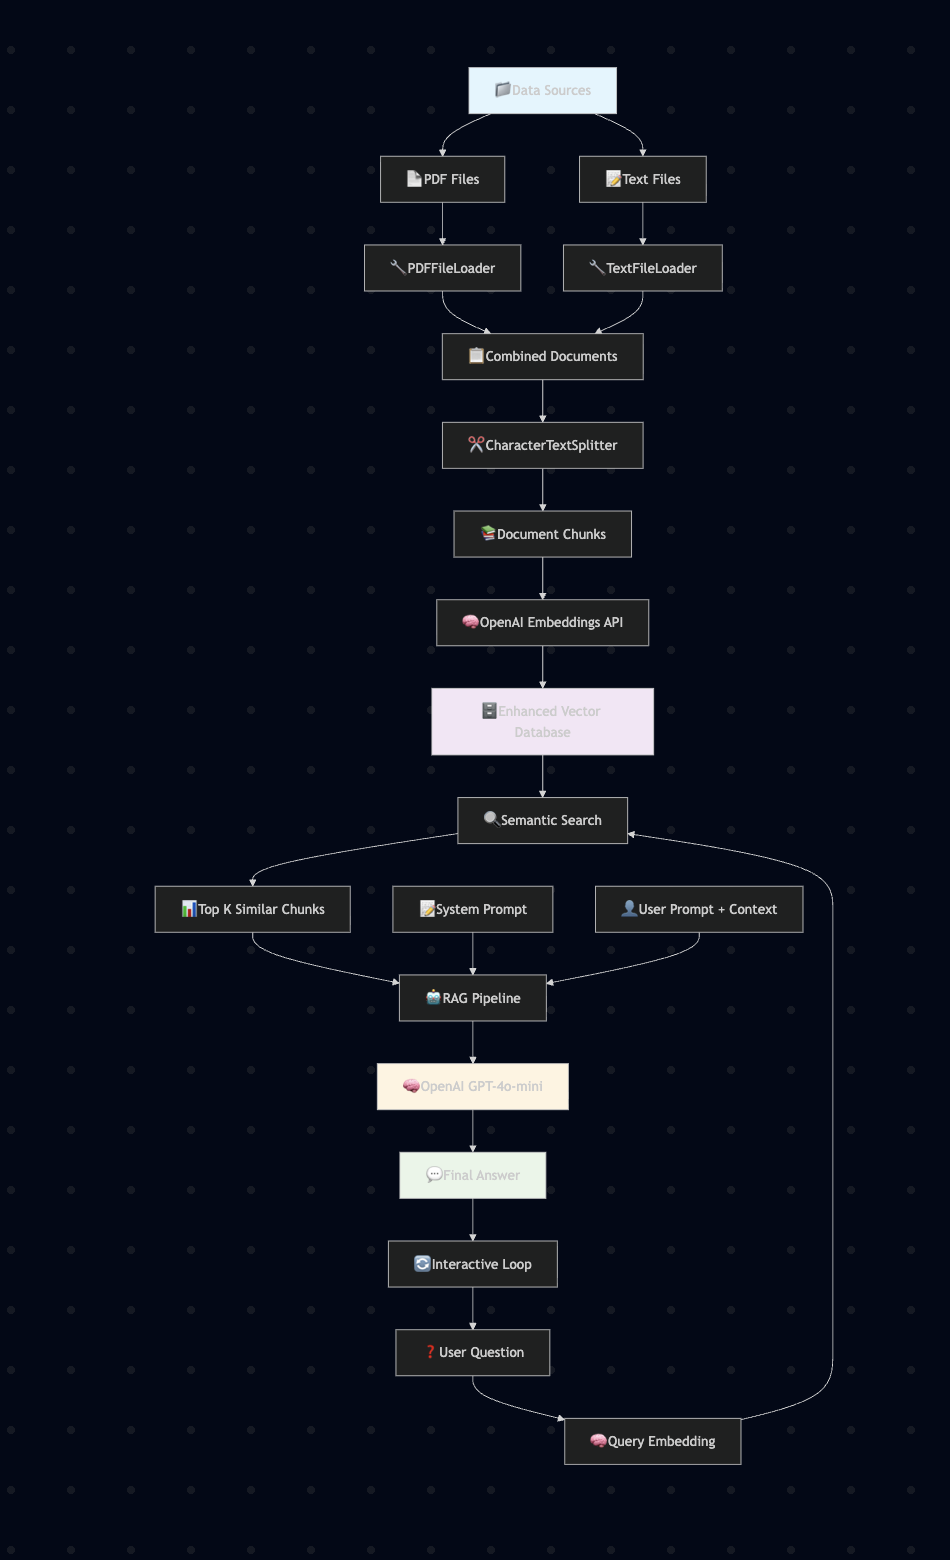 📁Data Sources
📄PDF Files
📝Text Files
🔧PDFFileLoader
🔧TextFileLoader
📋Combined Documents
✂️CharacterTextSplitter
📚Document Chunks
🧠OpenAI Embeddings API
🗄️Enhanced Vector
Database
🔍Semantic Search
📊Top K Similar Chunks
📝System Prompt
👤User Prompt + Context
🤖RAG Pipeline
🧠OpenAI GPT-4o-mini
💬Final Answer
🔄Interactive Loop
❓User Question
🧠Query Embedding